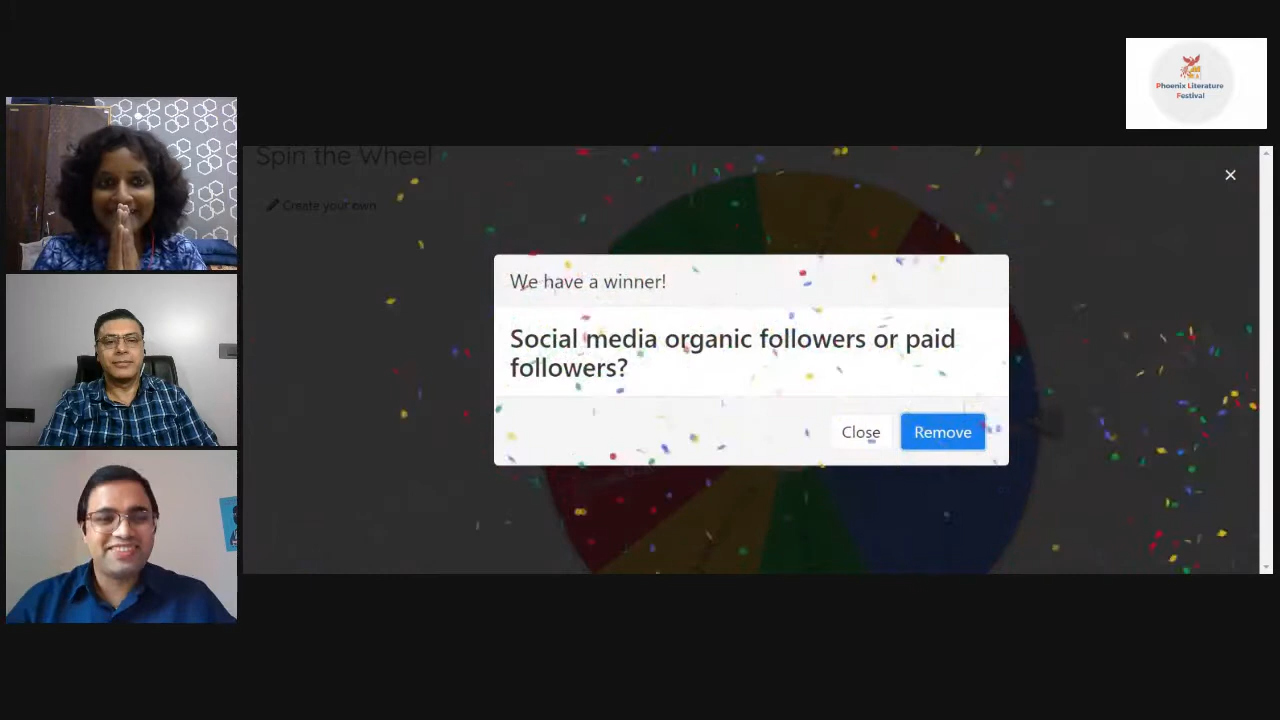 Phoenix Literature
Festival
Spin the Wheel
Create your own
We have a winner!
Social media organic followers or paid
followers?
Close
Remove